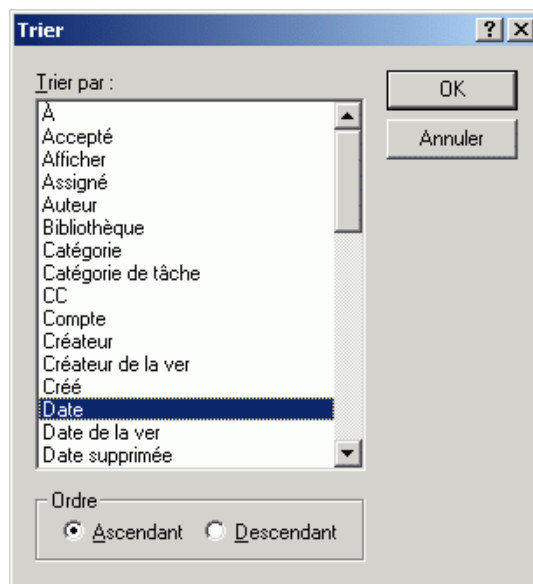 Trier
Trier par :
OK
Annuler
À
Accepté
Afficher
Assigné
Auteur
Bibliothèque
Catégorie
Catégorie de tâche
CC
Compte
Créateur
Créateur de la ver
Créé
Date
Date de la ver
Date supprimée
Ordre
Ascendant
Descendant